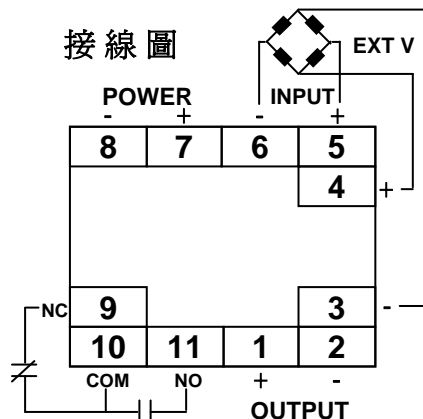 接線圖
EXT V
POWER INPUT
- + - +
8 7 6 5
4 +
NC 9 3 -
10 11 1 2
COM NO + -
OUTPUT